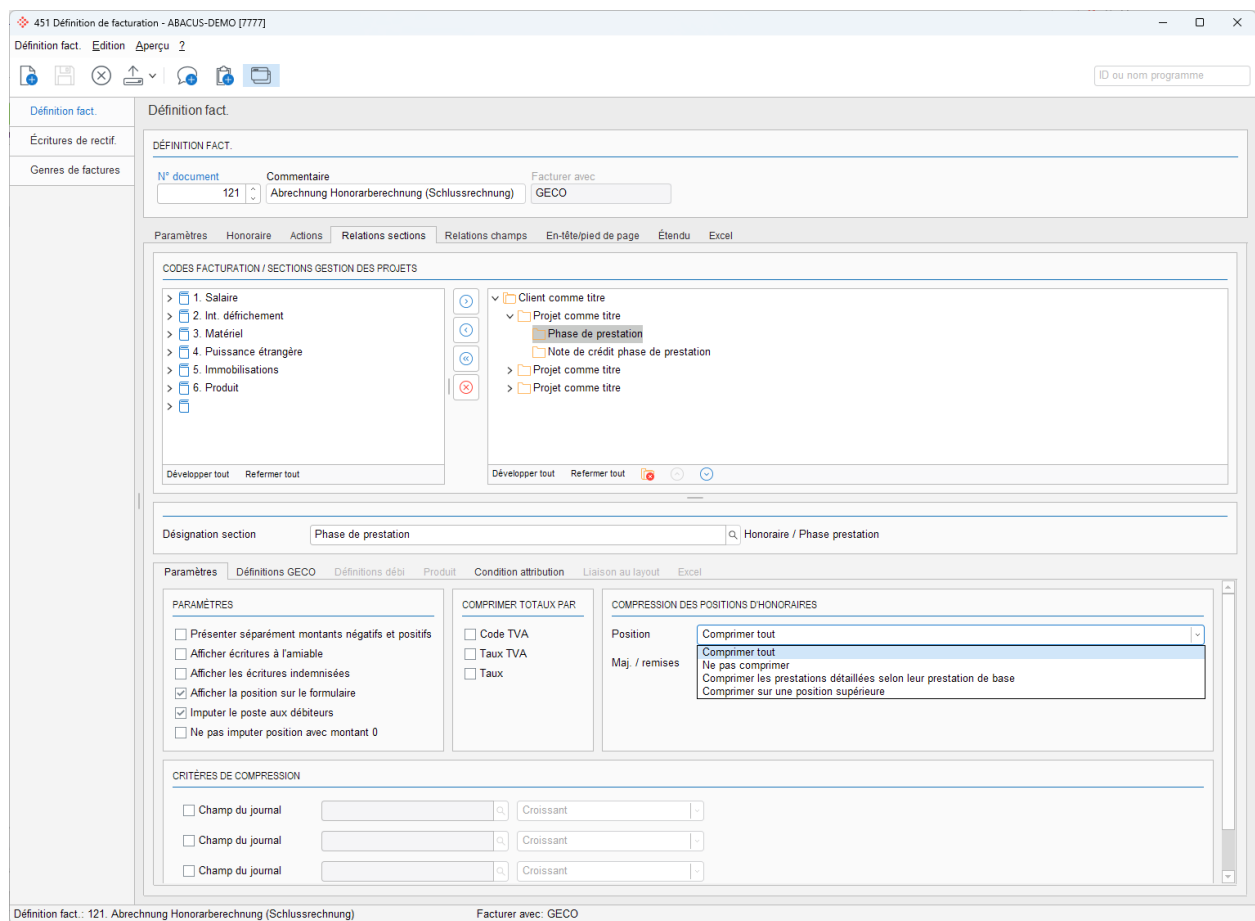 451 Définition de facturation - ABACUS-DEMO [7777]
Définition fact. Edition Aperçu ?
ID ou nom programme
Définition fact.
Écritures de rectif.
Genres de factures
Définition fact.
DÉFINITION FACT.
N° document Commentaire Facturer avec
121 Abrechnung Honorarberechnung (Schlussrechnung) GECO
Paramètres Honoraire Actions Relations sections Relations champs En-tête/pied de page Étendu Excel
CODES FACTURATION / SECTIONS GESTION DES PROJETS
1. Salaire
2. Int. défrichement
3. Matériel
4. Puissance étrangère
5. Immobilisations
6. Produit
Développer tout Refermer tout
Client comme titre
Projet comme titre
Phase de prestation
Note de crédit phase de prestation
Projet comme titre
Projet comme titre
Développer tout Refermer tout
Désignation section Phase de prestation Honoraire / Phase prestation
Paramètres Définitions GECO Définitions débi Produit Condition attribution Liaison au layout Excel
PARAMÈTRES
Présenter séparément montants négatifs et positifs
Afficher écritures à l'amiable
Afficher les écritures indemnisées
Afficher la position sur le formulaire
Imputer le poste aux débiteurs
Ne pas imputer position avec montant 0
COMPRIMER TOTAUX PAR
Code TVA
Taux TVA
Taux
COMPRESSION DES POSITIONS D'HONORAIRES
Position Comprimer tout
Maj. / remises
Comprimer tout
Ne pas comprimer
Comprimer les prestations détaillées selon leur prestation de base
Comprimer sur une position supérieure
CRITÈRES DE COMPRESSION
Champ du journal Croissant
Champ du journal Croissant
Champ du journal Croissant
Définition fact.: 121. Abrechnung Honorarberechnung (Schlussrechnung) Facturer avec: GECO